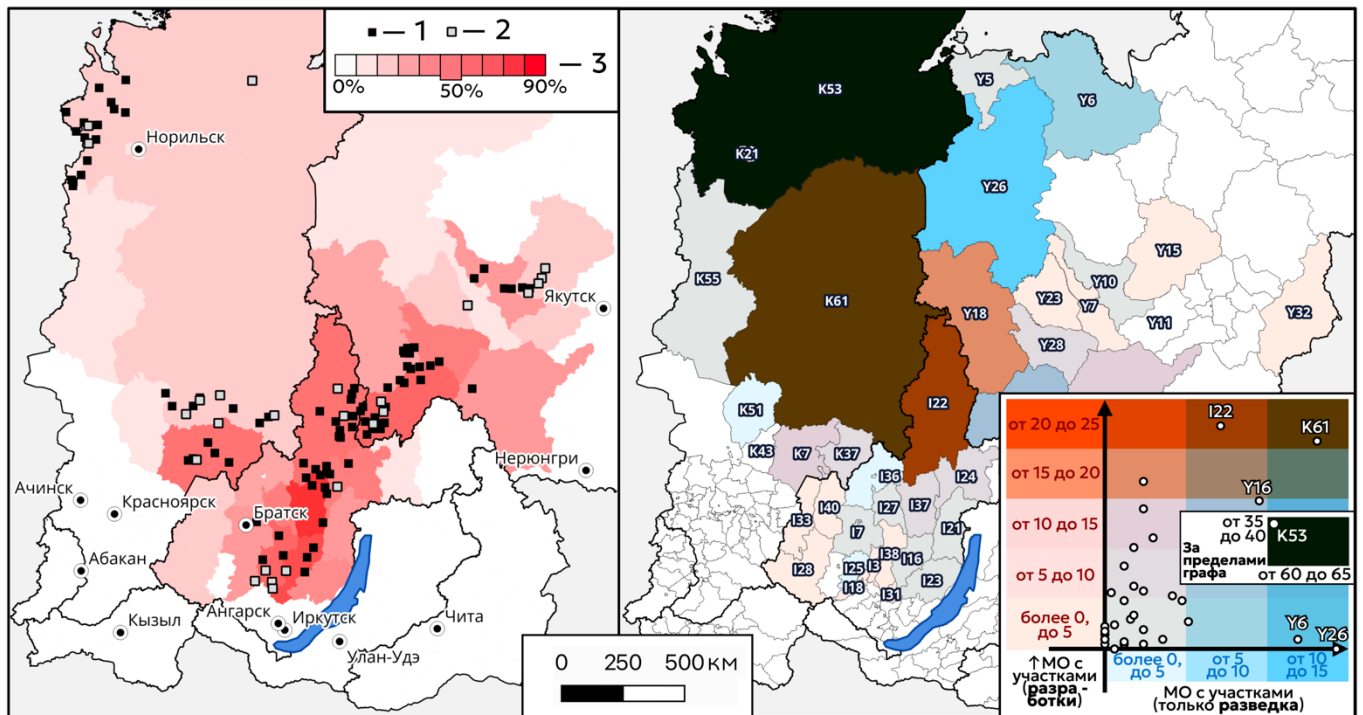 1
2
3
0%
50%
90%
Норильск
Якутск
Нерюнгри
Ачинск
Красноярск
Братск
Абакан
Кызыл
Ангарск
Иркутск
Улан-Удэ
Чита
0 250 500 КМ
K53
K21
K55
K61
K51
K43
K7
K37
Y5
Y6
Y26
Y18
Y23
Y7
Y10
Y15
Y11
Y28
Y32
I22
I36
I24
I33
I40
I27
I37
I7
I21
I28
I25
I3
I38
I16
I18
I23
I31
от 20 до 25
от 15 до 20
от 10 до 15
от 5 до 10
более 0,
до 5
I22
K61
Y16
от 35
до 40
K53
За
пределами
графа
от 60 до 65
Y6
Y26
↑МО с
участками
(разра-
ботки)
более 0,
до 5
от 5
до 10
от 10
до 15
МО с участками
(только разведка)